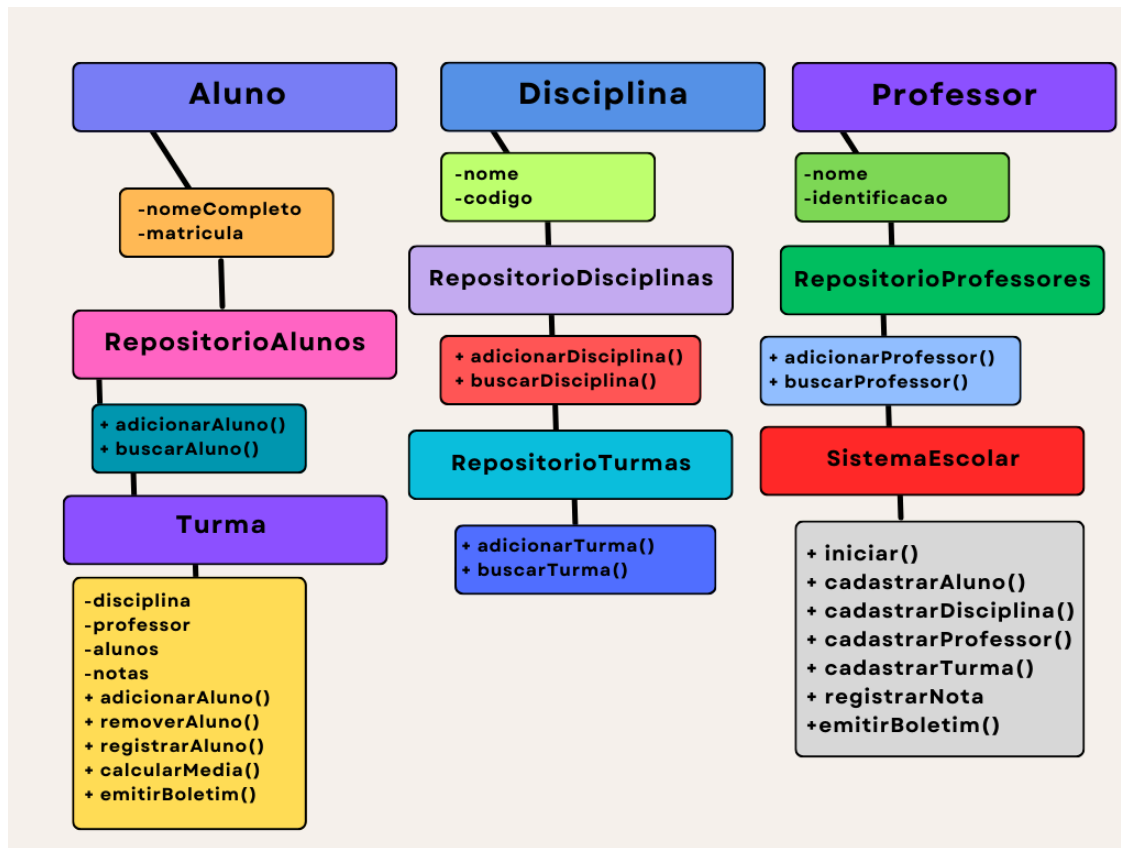 Aluno
-nomeCompleto
-matricula
RepositorioAlunos
+ adicionarAluno()
+ buscarAluno()
Turma
-disciplina
-professor
-alunos
-notas
+ adicionarAluno()
+ removerAluno()
+ registrarAluno()
+ calcularMedia()
+ emitirBoletim()
Disciplina
-nome
-codigo
RepositorioDisciplinas
+ adicionarDisciplina()
+ buscarDisciplina()
RepositorioTurmas
+ adicionarTurma()
+ buscarTurma()
Professor
-nome
-identificacao
RepositorioProfessores
+ adicionarProfessor()
+ buscarProfessor()
SistemaEscolar
+ iniciar()
+ cadastrarAluno()
+ cadastrarDisciplina()
+ cadastrarProfessor()
+ cadastrarTurma()
+ registrarNota
+emitirBoletim()